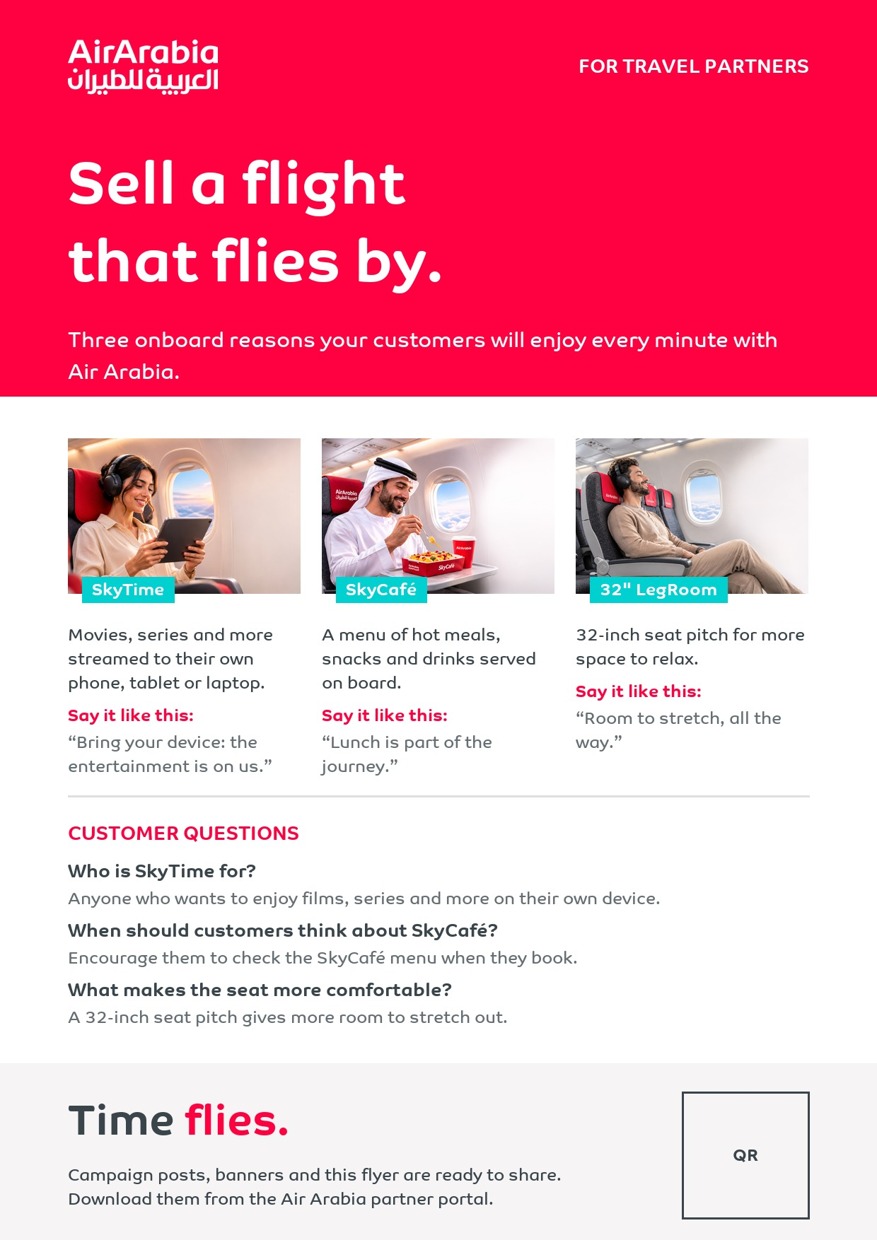 AirArabia
العربية للطيران
FOR TRAVEL PARTNERS
Sell a flight
that flies by.
Three onboard reasons your customers will enjoy every minute with
Air Arabia.
AirArabia
العربية للطيران
SkyCafé
SkyTime
SkyCafé
32" LegRoom
Movies, series and more
streamed to their own
phone, tablet or laptop.
Say it like this:
“Bring your device: the
entertainment is on us.”
A menu of hot meals,
snacks and drinks served
on board.
Say it like this:
“Lunch is part of the
journey.”
32-inch seat pitch for more
space to relax.
Say it like this:
“Room to stretch, all the
way.”
CUSTOMER QUESTIONS
Who is SkyTime for?
Anyone who wants to enjoy films, series and more on their own device.
When should customers think about SkyCafé?
Encourage them to check the SkyCafé menu when they book.
What makes the seat more comfortable?
A 32-inch seat pitch gives more room to stretch out.
Time flies.
Campaign posts, banners and this flyer are ready to share.
Download them from the Air Arabia partner portal.
QR